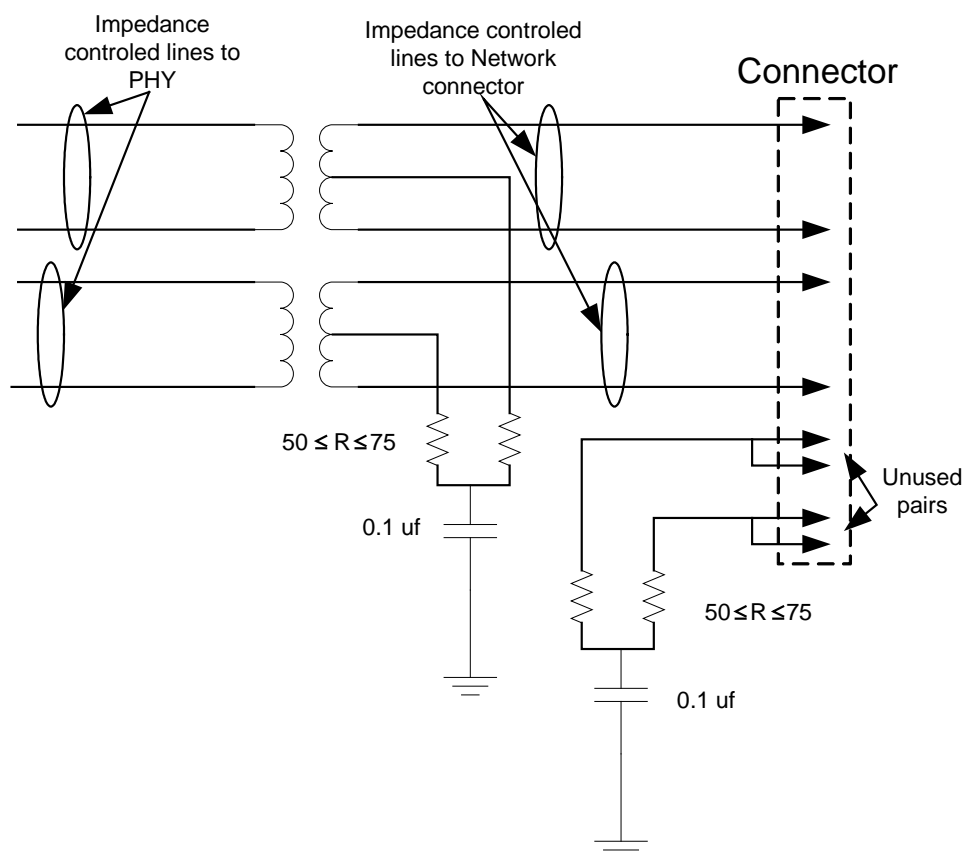 Impedance
controled lines to
PHY
Impedance controled
lines to Network
connector
Connector
50 ≤ R ≤75
0.1 uf
Unused
pairs
50≤R ≤75
0.1 uf